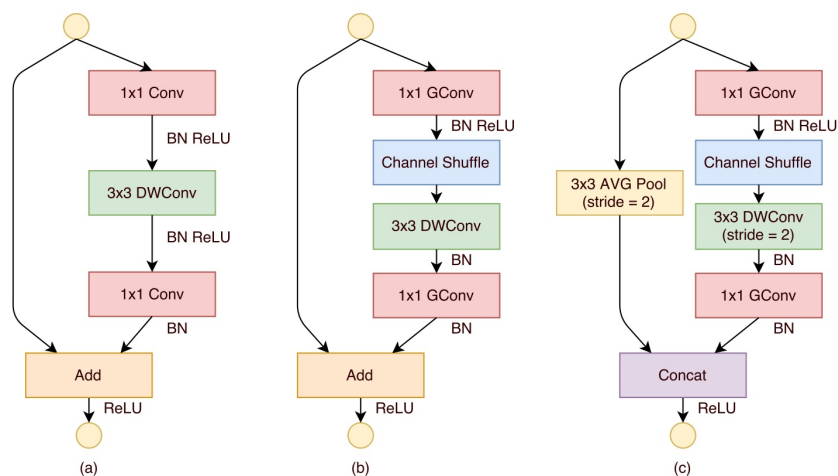 1x1 Conv
BN ReLU
3x3 DWConv
BN ReLU
1x1 Conv
BN
Add
ReLU
(a)
1x1 GConv
BN ReLU
Channel Shuffle
3x3 DWConv
BN
1x1 GConv
BN
Add
ReLU
(b)
3x3 AVG Pool
(stride = 2)
1x1 GConv
BN ReLU
Channel Shuffle
3x3 DWConv
(stride = 2)
BN
1x1 GConv
BN
Concat
ReLU
(c)